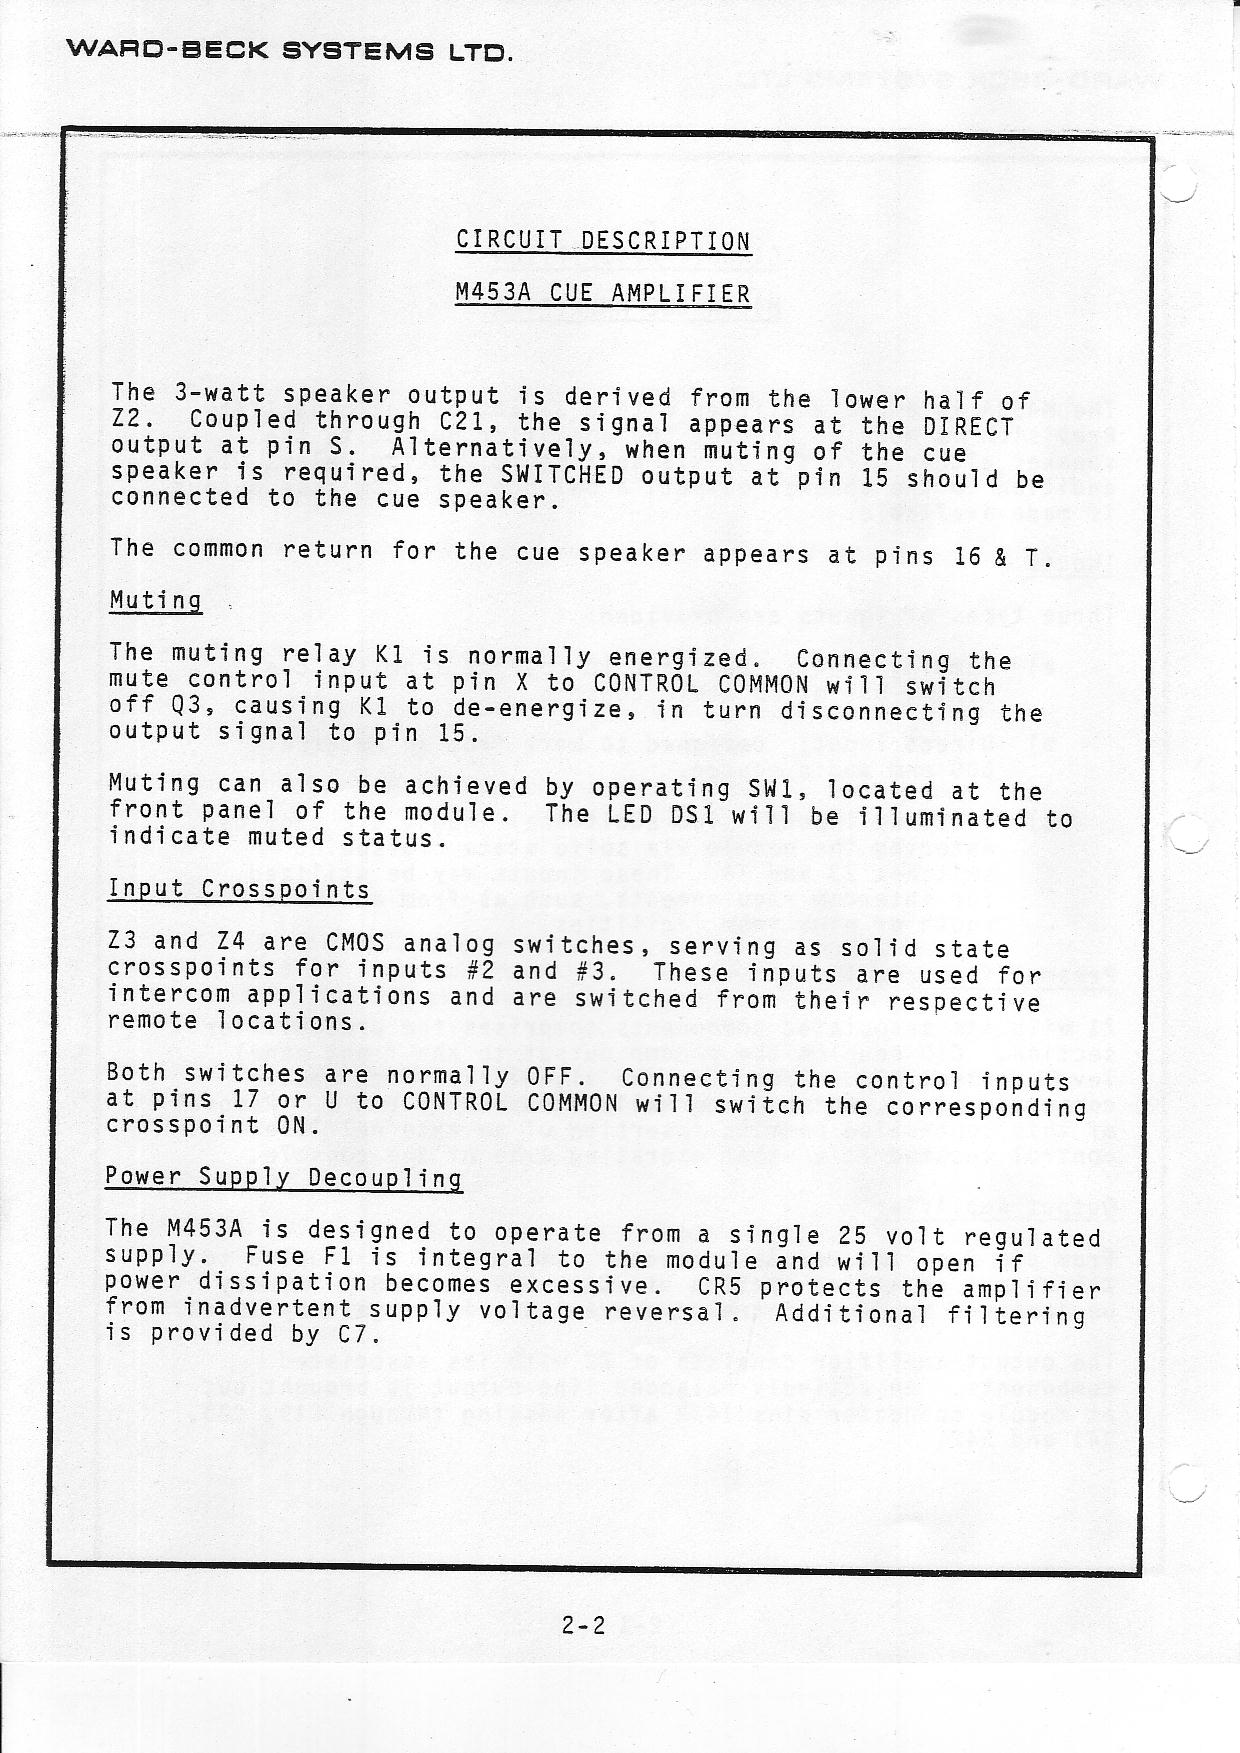 WARD-BECK SYSTEMS LTD.
CIRCUIT DESCRIPTION
M453A CUE AMPLIFIER
The 3-watt speaker output is derived from the lower half of
Z2. Coupled through C21, the signal appears at the DIRECT
output at pin S. Alternatively, when muting of the cue
speaker is required, the SWITCHED output at pin 15 should be
connected to the cue speaker.
The common return for the cue speaker appears at pins 16 & T.
Muting
The muting relay K1 is normally energized. Connecting the
mute control input at pin X to CONTROL COMMON will switch
off Q3, causing K1 to de-energize, in turn disconnecting the
output signal to pin 15.
Muting can also be achieved by operating SW1, located at the
front panel of the module. The LED DS1 will be illuminated to
indicate muted status.
Input Crosspoints
Z3 and Z4 are CMOS analog switches, serving as solid state
crosspoints for inputs #2 and #3. These inputs are used for
intercom applications and are switched from their respective
remote locations.
Both switches are normally OFF. Connecting the control inputs
at pins 17 or U to CONTROL COMMON will switch the corresponding
crosspoint ON.
Power Supply Decoupling
The M453A is designed to operate from a single 25 volt regulated
supply. Fuse F1 is integral to the module and will open if
power dissipation becomes excessive. CR5 protects the amplifier
from inadvertent supply voltage reversal. Additional filtering
is provided by C7.
2-2